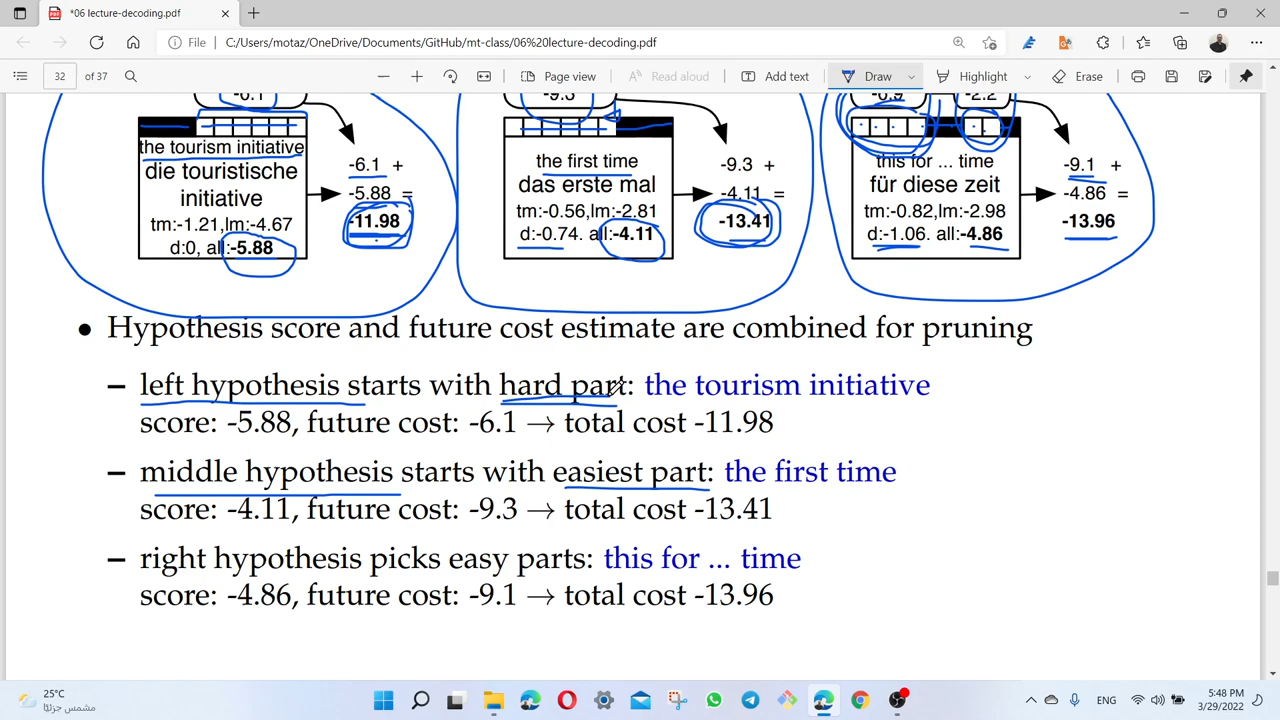 *06 lecture-decoding.pdf
File
C:/Users/motaz/OneDrive/Documents/GitHub/mt-class/06%20lecture-decoding.pdf
32 of 37
Page view
Read aloud
Add text
Draw
Highlight
Erase
-6.1
-9.3
-6.9
-2.2
the tourism initiative
die touristische
initiative
tm:-1.21,lm:-4.67
d:0, all:-5.88
-6.1 +
-5.88 =
-11.98
the first time
das erste mal
tm:-0.56,lm:-2.81
d:-0.74. all:-4.11
-9.3 +
-4.11 =
-13.41
this for ... time
für diese zeit
tm:-0.82,lm:-2.98
d:-1.06. all:-4.86
-9.1 +
-4.86 =
-13.96
• Hypothesis score and future cost estimate are combined for pruning
– left hypothesis starts with hard part: the tourism initiative
score: -5.88, future cost: -6.1 → total cost -11.98
– middle hypothesis starts with easiest part: the first time
score: -4.11, future cost: -9.3 → total cost -13.41
– right hypothesis picks easy parts: this for ... time
score: -4.86, future cost: -9.1 → total cost -13.96
25°C
مشمس جزئيًا
ENG
5:48 PM
3/29/2022